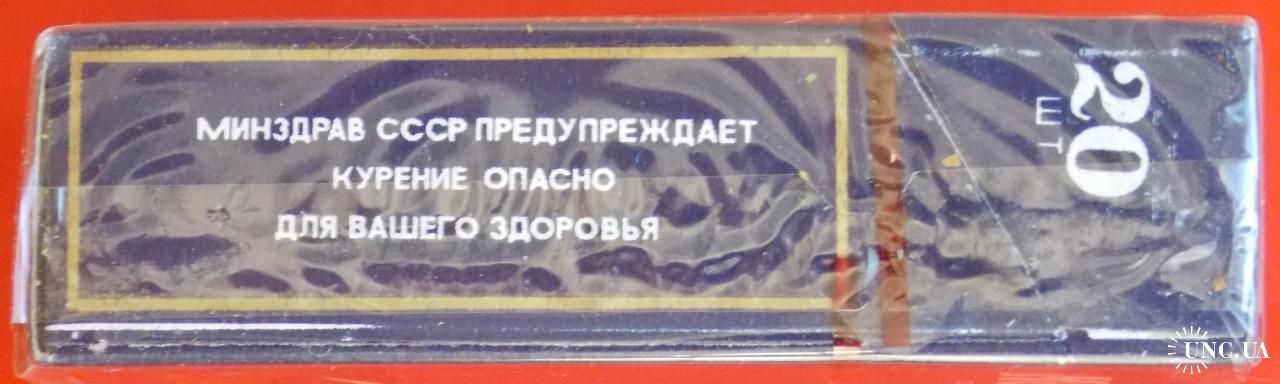 МИНЗДРАВ СССР ПРЕДУПРЕЖДАЕТ
КУРЕНИЕ ОПАСНО
ДЛЯ ВАШЕГО ЗДОРОВЬЯ
20
ШТ
UNC.UA